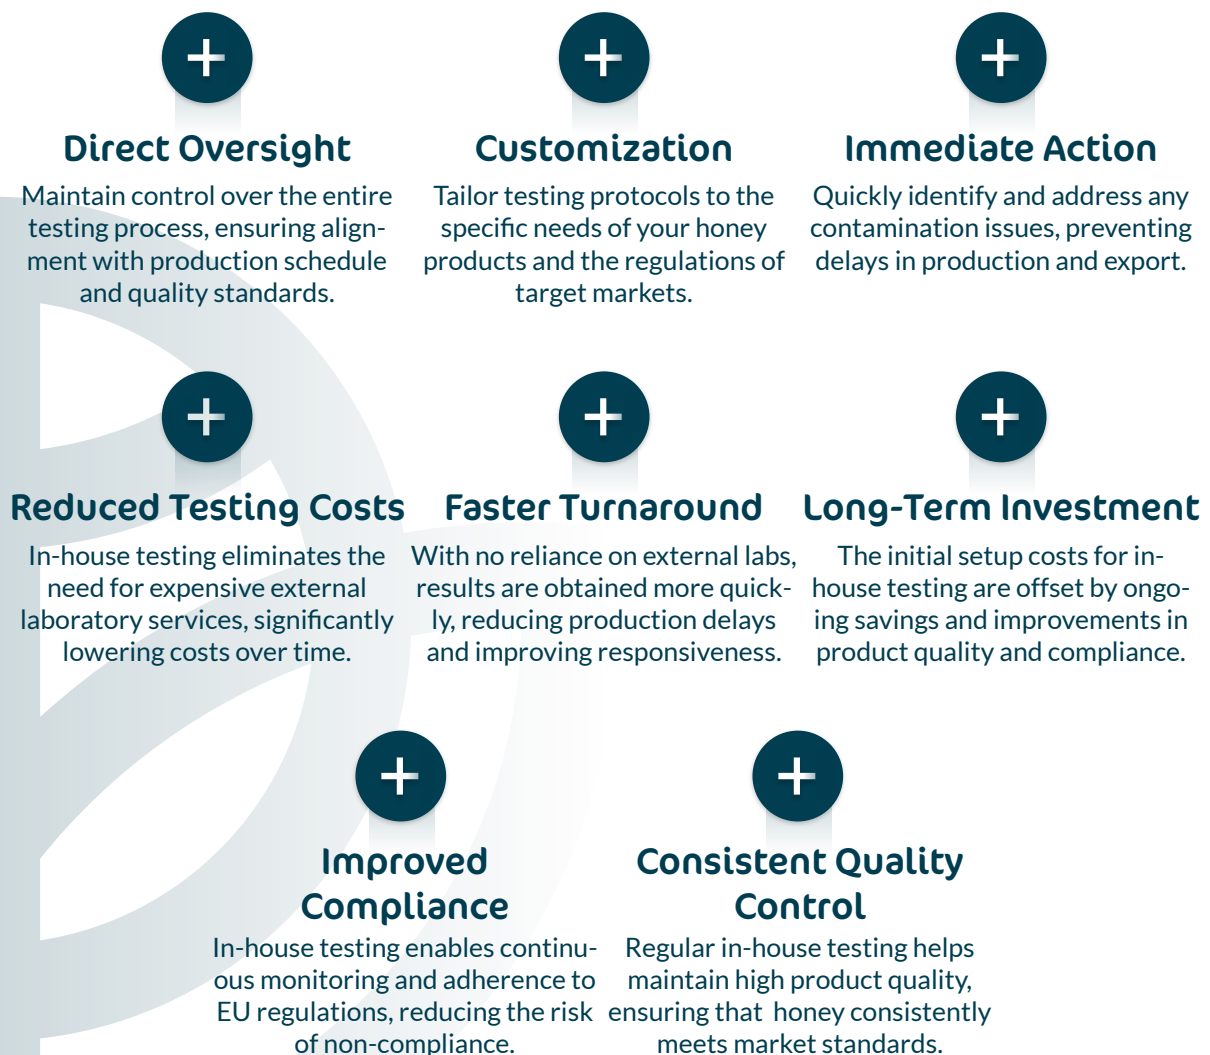 Direct Oversight
Maintain control over the entire
testing process, ensuring align-
ment with production schedule
and quality standards.
Customization
Tailor testing protocols to the
specific needs of your honey
products and the regulations of
target markets.
Immediate Action
Quickly identify and address any
contamination issues, preventing
delays in production and export.
Reduced Testing Costs
In-house testing eliminates the
need for expensive external
laboratory services, significantly
lowering costs over time.
Faster Turnaround
With no reliance on external labs,
results are obtained more quick-
ly, reducing production delays
and improving responsiveness.
Long-Term Investment
The initial setup costs for in-
house testing are offset by ongo-
ing savings and improvements in
product quality and compliance.
Improved
Compliance
In-house testing enables continu-
ous monitoring and adherence to
EU regulations, reducing the risk
of non-compliance.
Consistent Quality
Control
Regular in-house testing helps
maintain high product quality,
ensuring that  honey consistently
meets market standards.